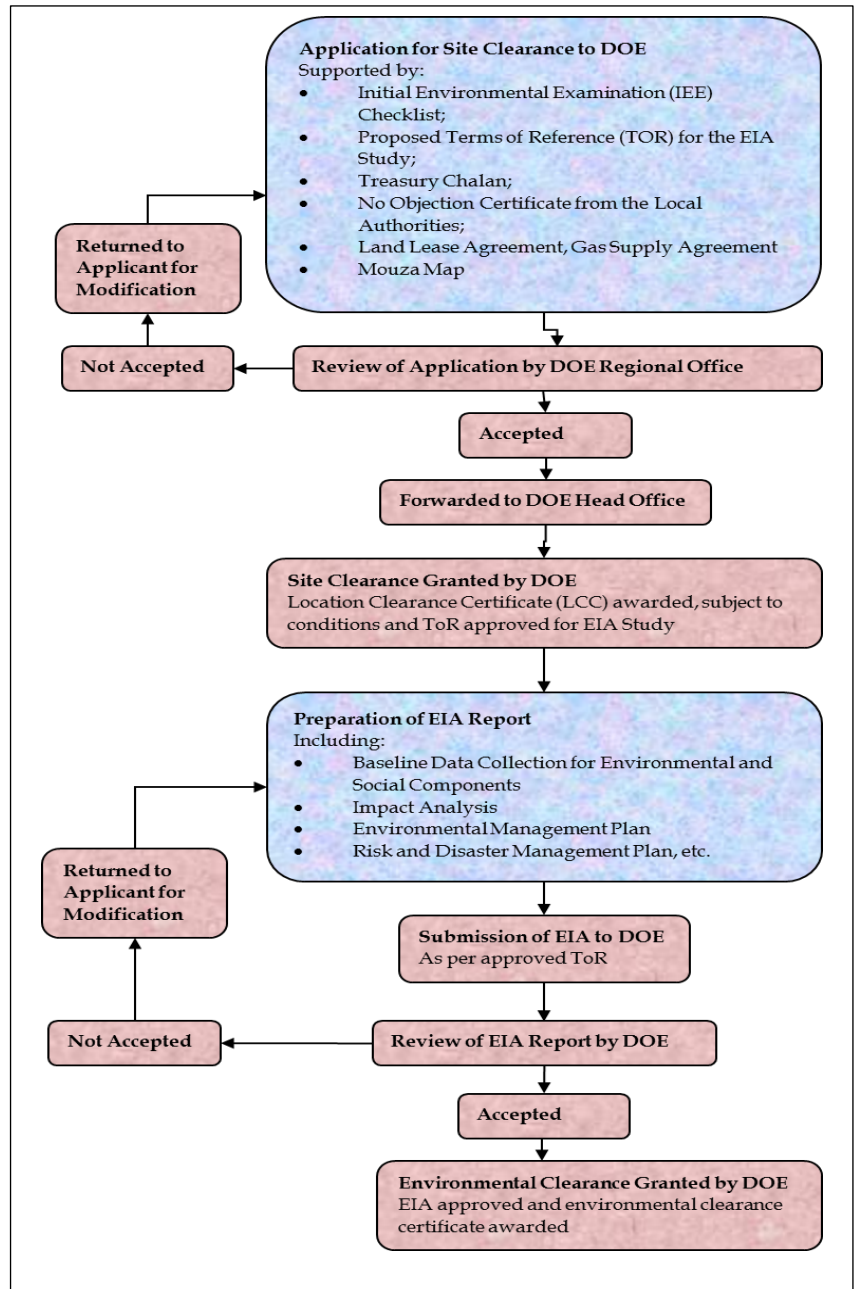 Application for Site Clearance to DOE
Supported by:
• Initial Environmental Examination (IEE)
Checklist;
• Proposed Terms of Reference (TOR) for the EIA
Study;
• Treasury Chalan;
• No Objection Certificate from the Local
Authorities;
• Land Lease Agreement, Gas Supply Agreement
• Mouza Map
Returned to
Applicant for
Modification
Not Accepted
Review of Application by DOE Regional Office
Accepted
Forwarded to DOE Head Office
Site Clearance Granted by DOE
Location Clearance Certificate (LCC) awarded, subject to
conditions and ToR approved for EIA Study
Preparation of EIA Report
Including:
• Baseline Data Collection for Environmental and
Social Components
• Impact Analysis
• Environmental Management Plan
• Risk and Disaster Management Plan, etc.
Returned to
Applicant for
Modification
Submission of EIA to DOE
As per approved ToR
Not Accepted
Review of EIA Report by DOE
Accepted
Environmental Clearance Granted by DOE
EIA approved and environmental clearance
certificate awarded